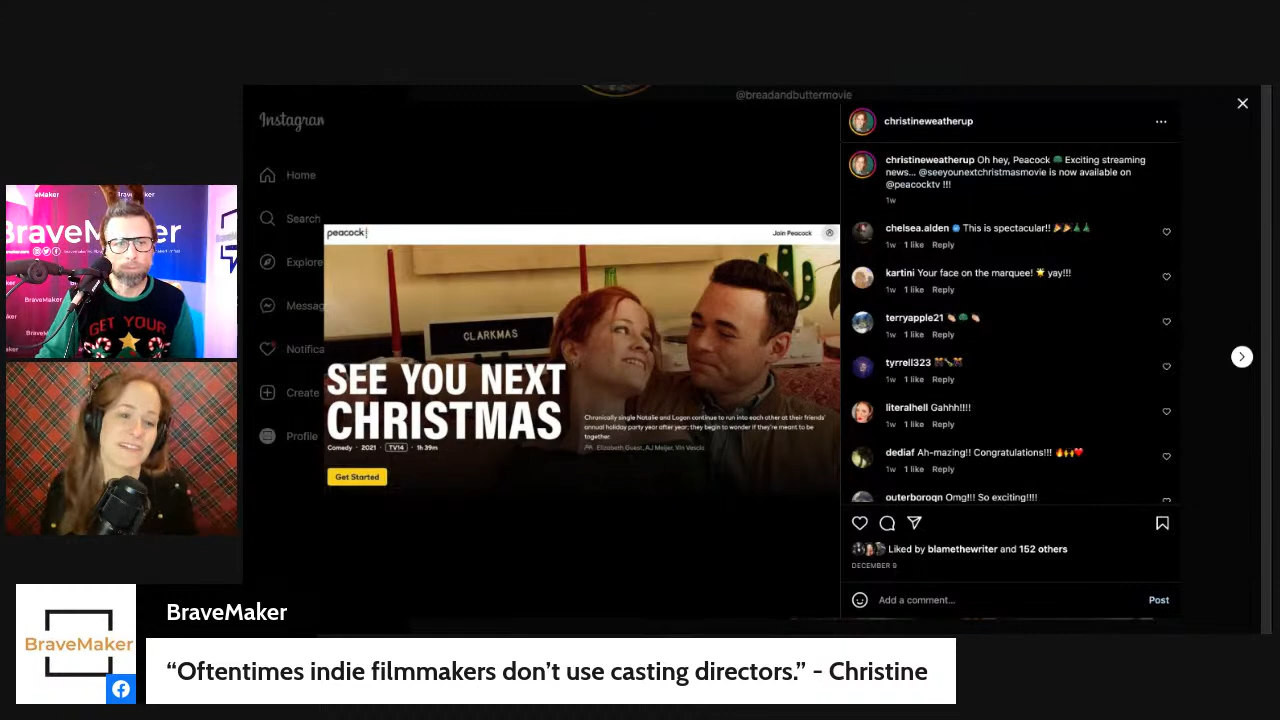 @breadandbuttermovie
Instagram
Home
Search
Explore
Messag
Notifica
Create
Profile
BraveMaker
BraveMaker
GET YOUR
peacock
Join Peacock
CLARKMAS
SEE YOU NEXT
CHRISTMAS
Comedy · 2021 · TV14 · 1h 39m
Chronically single Natalie and Logan continue to run into each other at their friends'
annual holiday party year after year; they begin to wonder if they're meant to be
together.
Elizabeth Guest, AJ Meijer, Vin Vescio
Get Started
christineweatherup
christineweatherup Oh hey, Peacock 🦚 Exciting streaming
news... @seeyounextchristmasmovie is now available on
@peacocktv !!!
1w
chelsea.alden This is spectacular!! 🎉🎉🎄🎄
1w 1 like Reply
kartini Your face on the marquee! 🌟 yay!!!
1w 1 like Reply
terryapple21 👏🦚👏
1w 1 like Reply
tyrrell323
1w 1 like Reply
literalhell Gahhh!!!!
1w 1 like Reply
dediaf Ah-mazing!! Congratulations!!! 🔥🙌❤️
1w 1 like Reply
outerboroqn Omg!!! So exciting!!!!
Liked by blamethewriter and 152 others
DECEMBER 9
Add a comment...
Post
BraveMaker
BraveMaker
“Oftentimes indie filmmakers don’t use casting directors.” - Christine